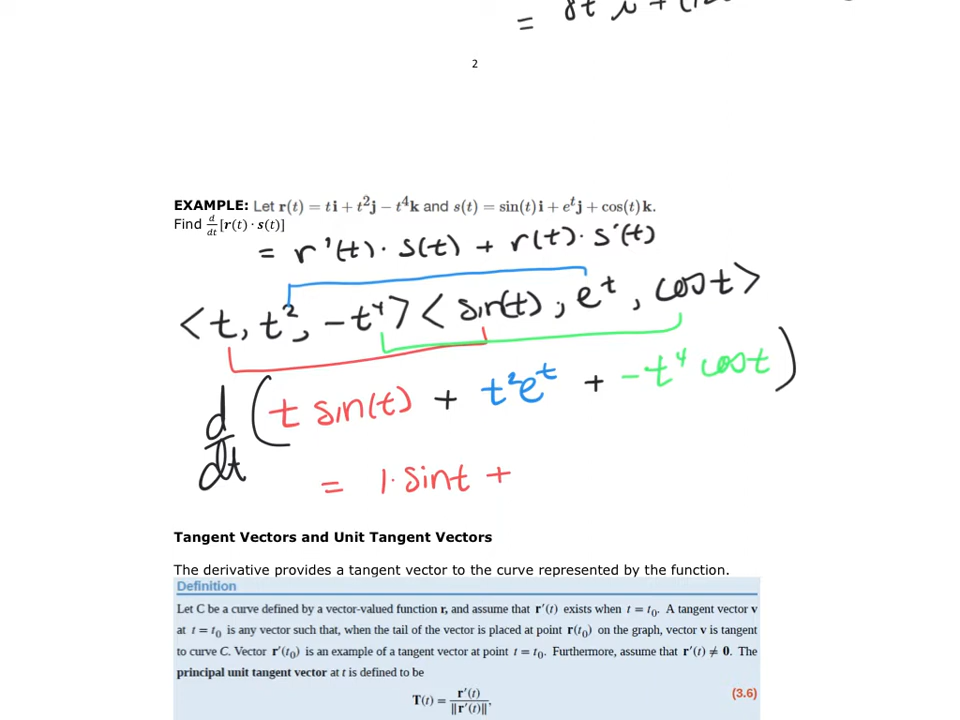 = 8t
2
EXAMPLE: Let r(t) = ti + t²j − t⁴k and s(t) = sin(t)i + eᵗj + cos(t)k.
Find d/dt [r(t) · s(t)]
= r'(t) · s(t) + r(t) · s'(t)
<t, t², −t⁴> < sin(t), eᵗ, cost >
d/dt (t sin(t) + t²eᵗ + −t⁴ cost)
= 1· sint +
Tangent Vectors and Unit Tangent Vectors
The derivative provides a tangent vector to the curve represented by the function.
Definition
Let C be a curve defined by a vector-valued function r, and assume that r′(t) exists when t = t₀. A tangent vector v
at t = t₀ is any vector such that, when the tail of the vector is placed at point r(t₀) on the graph, vector v is tangent
to curve C. Vector r′(t₀) is an example of a tangent vector at point t = t₀. Furthermore, assume that r′(t) ≠ 0. The
principal unit tangent vector at t is defined to be
T(t) = r′(t) / ‖r′(t)‖, (3.6)